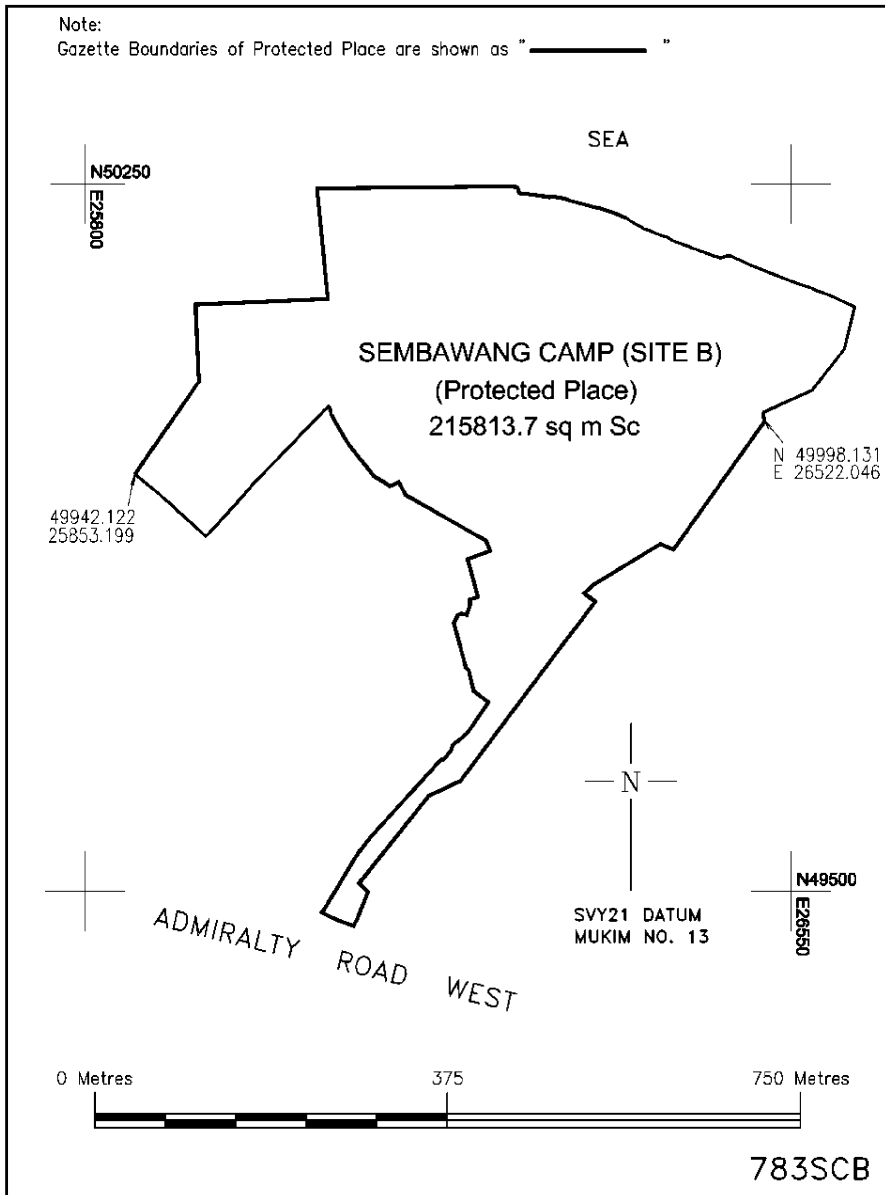 Note:
Gazette Boundaries of Protected Place are shown as " "
SEA
N50250
E25800
SEMBAWANG CAMP (SITE B)
(Protected Place)
215813.7 sq m Sc
N 49998.131
E 26522.046
49942.122
25853.199
N
N49500
E26550
SVY21 DATUM
MUKIM NO. 13
ADMIRALTY ROAD WEST
0 Metres 375 750 Metres
783SCB